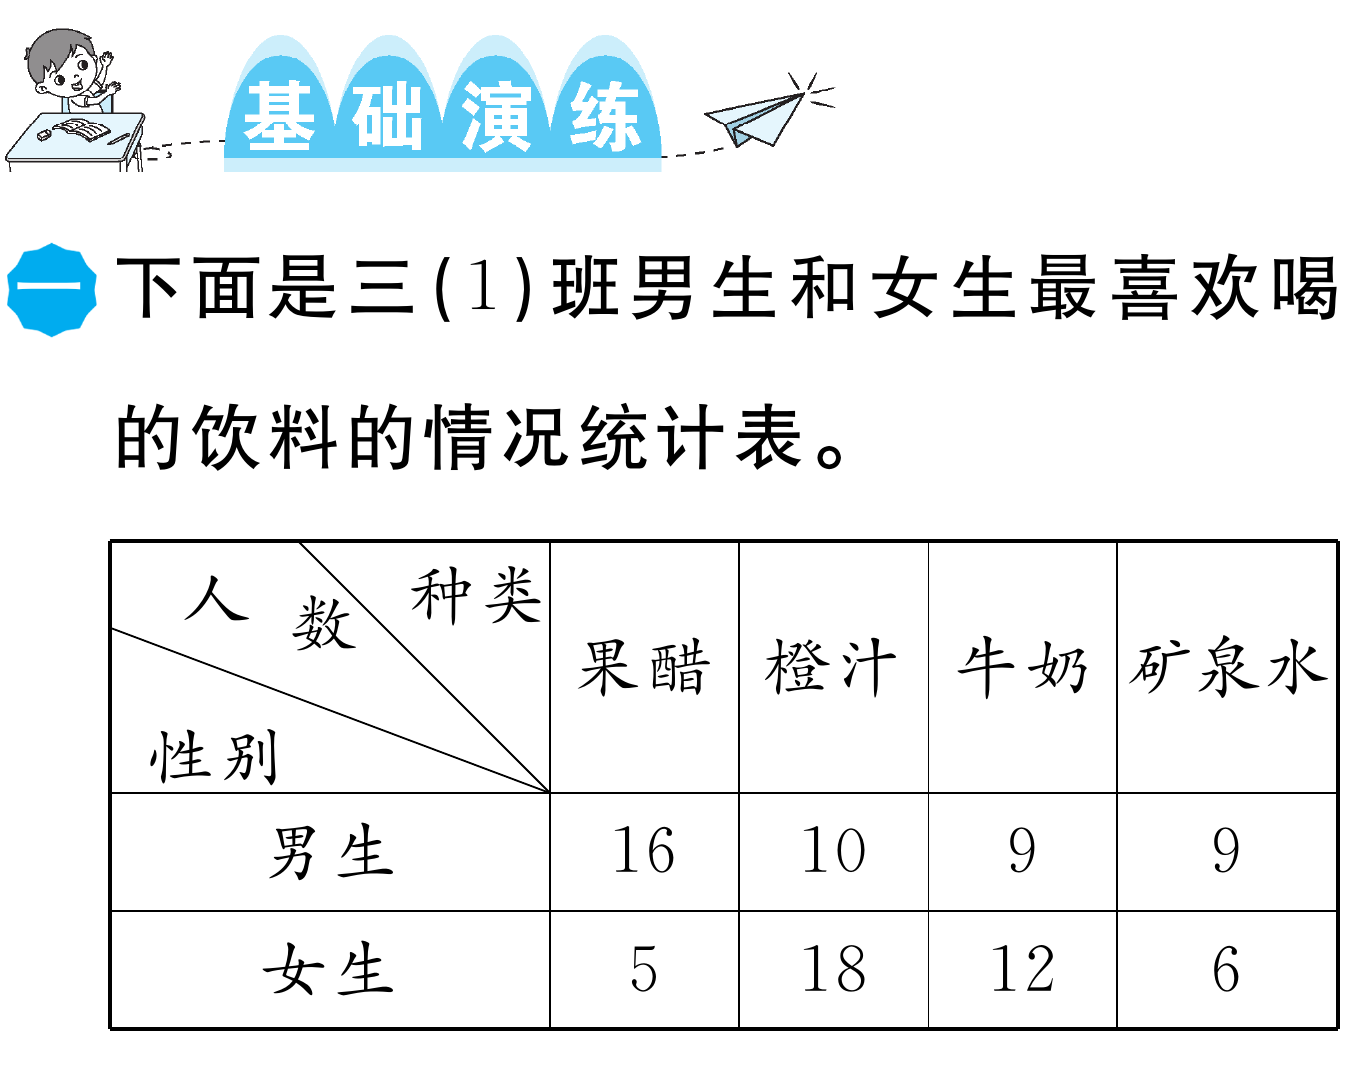 基础演练
一 下面是三(1)班男生和女生最喜欢喝
的饮料的情况统计表。
人数 种类 性别 果醋 橙汁 牛奶 矿泉水
男生 16 10 9 9
女生 5 18 12 6